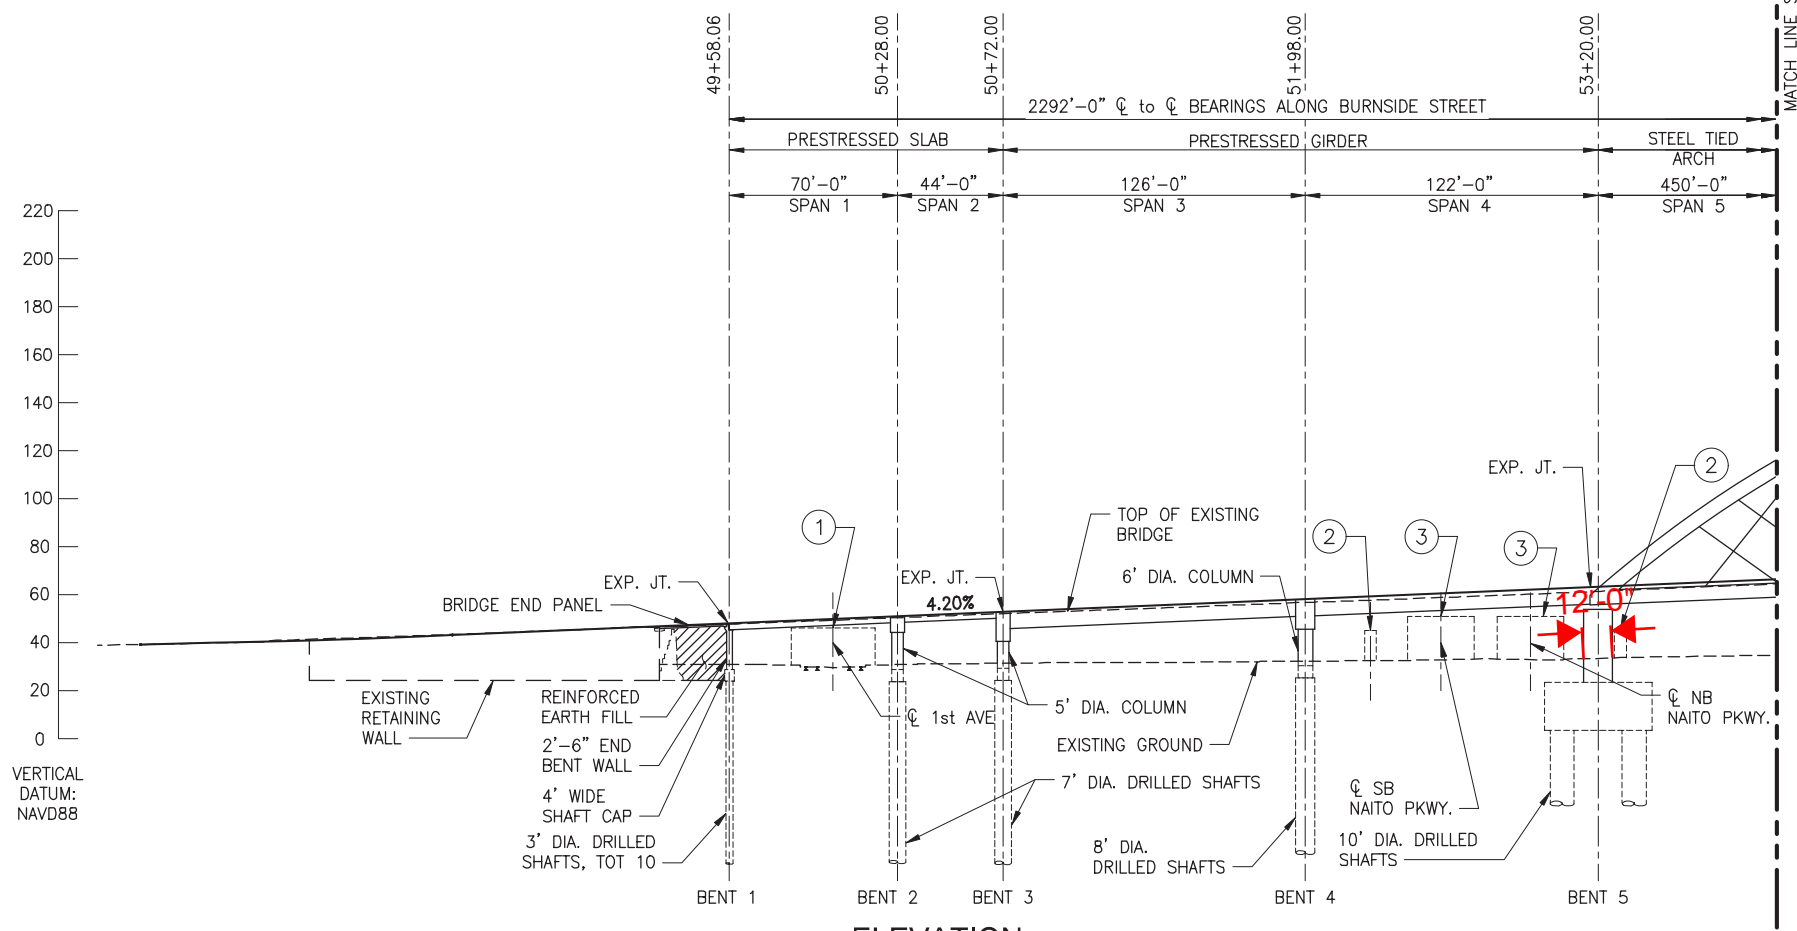 49+58.06
50+28.00
50+72.00
51+98.00
53+20.00
MATCH LINE
2292'-0" ℄ to ℄ BEARINGS ALONG BURNSIDE STREET
PRESTRESSED SLAB
PRESTRESSED GIRDER
STEEL TIED
ARCH
70'-0"
SPAN 1
44'-0"
SPAN 2
126'-0"
SPAN 3
122'-0"
SPAN 4
450'-0"
SPAN 5
220
200
180
160
140
120
100
80
60
40
20
0
VERTICAL
DATUM:
NAVD88
EXP. JT.
2
1
TOP OF EXISTING
BRIDGE
2
3
3
EXP. JT.
BRIDGE END PANEL
EXP. JT.
4.20%
6' DIA. COLUMN
12'-0"
EXISTING
RETAINING
WALL
REINFORCED
EARTH FILL
2'-6" END
BENT WALL
4' WIDE
SHAFT CAP
3' DIA. DRILLED
SHAFTS, TOT 10
℄ 1st AVE
5' DIA. COLUMN
EXISTING GROUND
7' DIA. DRILLED SHAFTS
8' DIA.
DRILLED SHAFTS
℄ SB
NAITO PKWY.
10' DIA. DRILLED
SHAFTS
℄ NB
NAITO PKWY.
BENT 1
BENT 2
BENT 3
BENT 4
BENT 5
ELEVATION